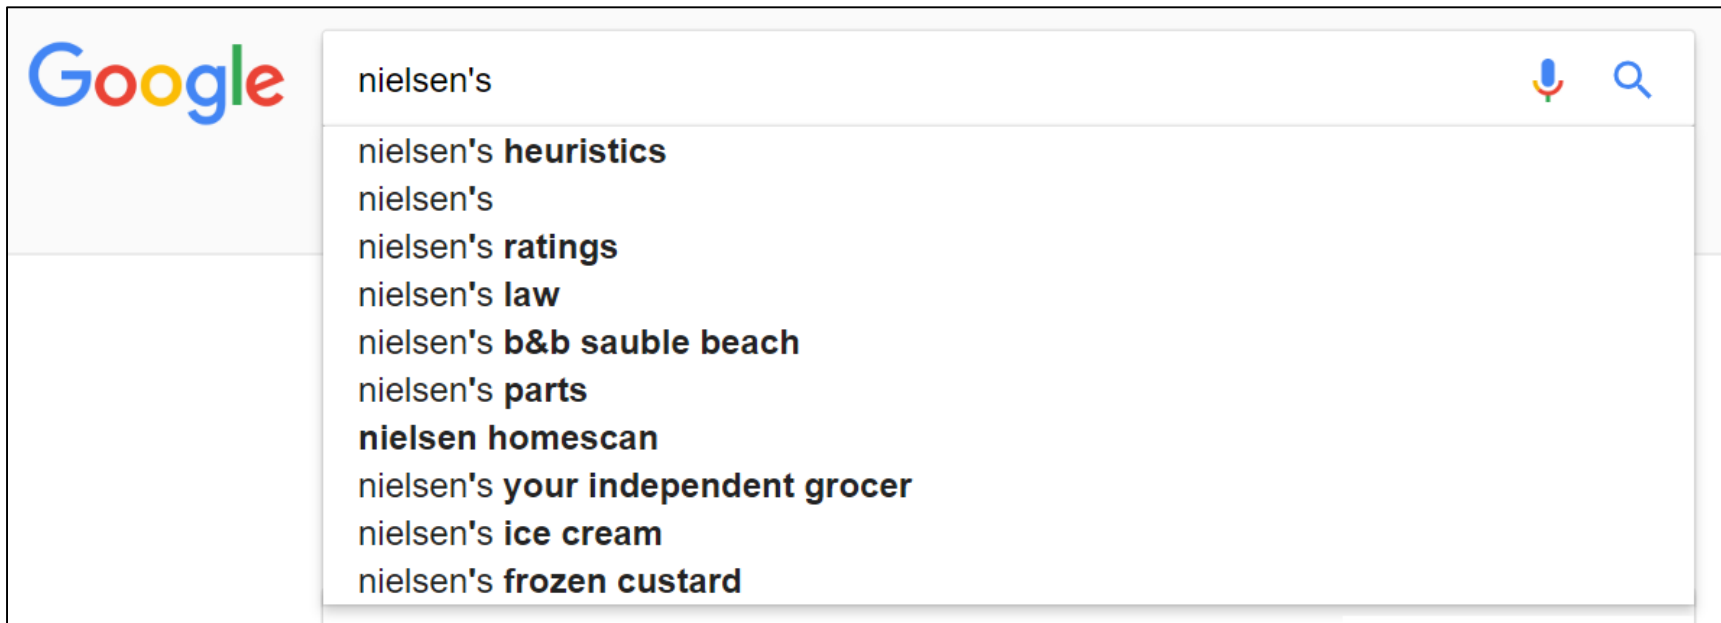 Google
nielsen's
nielsen's heuristics
nielsen's
nielsen's ratings
nielsen's law
nielsen's b&b sauble beach
nielsen's parts
nielsen homescan
nielsen's your independent grocer
nielsen's ice cream
nielsen's frozen custard